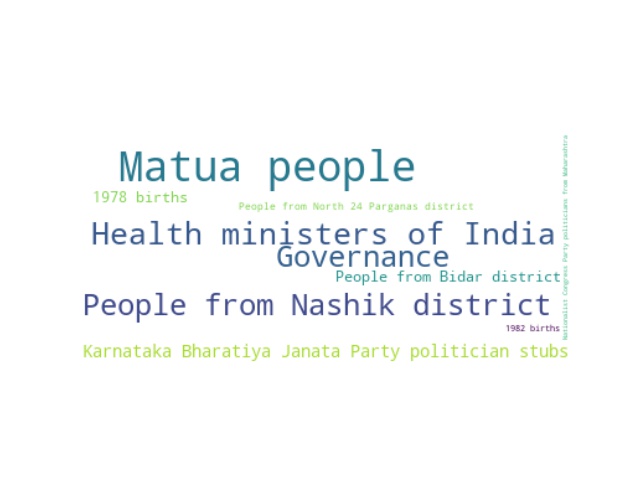 Matua people
1978 births
People from North 24 Parganas district
Health ministers of India
Governance
People from Bidar district
People from Nashik district
1982 births
Karnataka Bharatiya Janata Party politician stubs
Nationalist Congress Party politicians from Maharashtra